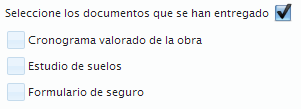 Seleccione los documentos que se han entregado
Cronograma valorado de la obra
Estudio de suelos
Formulario de seguro